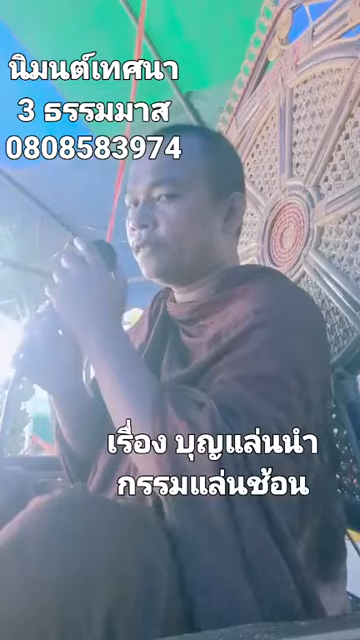 นิมนต์เทศนา
3 ธรรมมาส
0808583974
เรื่อง บุญแล่นนำ
กรรมแล่นซ้อน